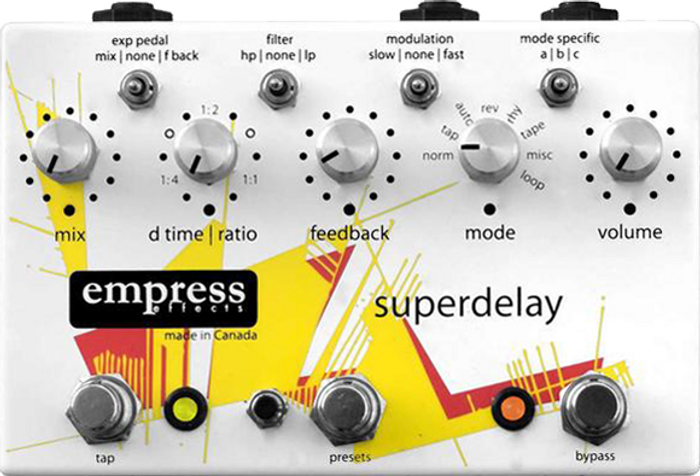 exp pedal
mix | none | f back
filter
hp | none | lp
modulation
slow | none | fast
mode specific
a | b | c
1:2
1:4
1:1
norm
tap
auto
rev
rhy
tape
misc
loop
mix
d time | ratio
feedback
mode
volume
empress
effects
made in Canada
superdelay
tap
presets
bypass